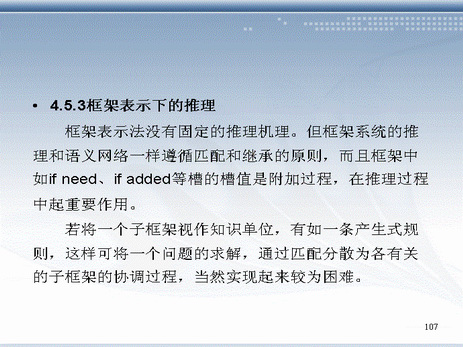 • 4.5.3框架表示下的推理
框架表示法没有固定的推理机理。但框架系统的推
理和语义网络一样遵循匹配和继承的原则，而且框架中
如if need、if added等槽的槽值是附加过程，在推理过程
中起重要作用。
若将一个子框架视作知识单位，有如一条产生式规
则，这样可将一个问题的求解，通过匹配分散为各有关
的子框架的协调过程，当然实现起来较为困难。
107